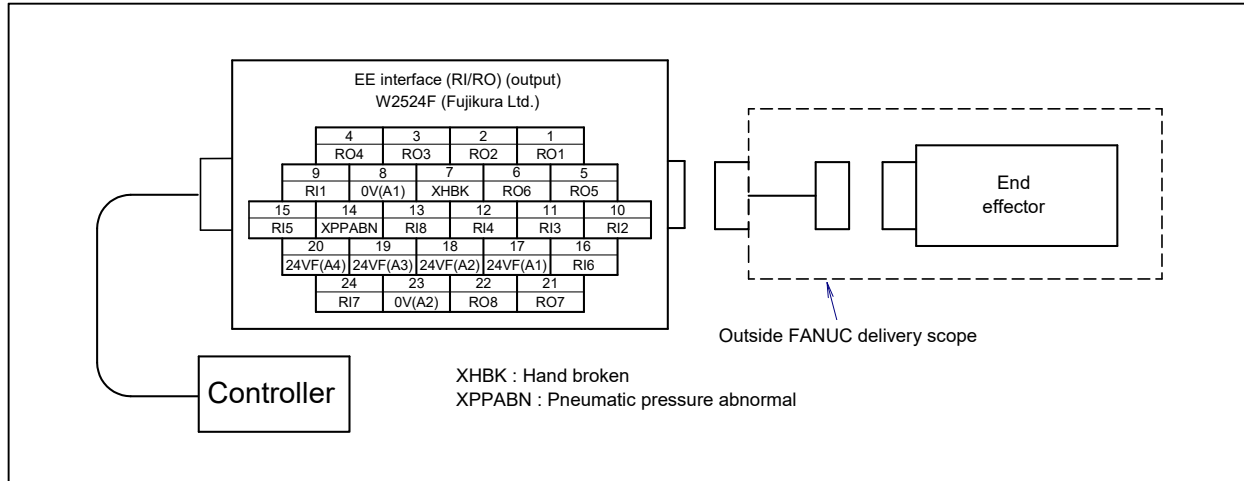 EE interface (RI/RO) (output)
W2524F (Fujikura Ltd.)
4 3 2 1
RO4 RO3 RO2 RO1
9 8 7 6 5
RI1 0V(A1) XHBK RO6 RO5
15 14 13 12 11 10
RI5 XPPABN RI8 RI4 RI3 RI2
20 19 18 17 16
24VF(A4) 24VF(A3) 24VF(A2) 24VF(A1) RI6
24 23 22 21
RI7 0V(A2) RO8 RO7
End
effector
Outside FANUC delivery scope
Controller
XHBK : Hand broken
XPPABN : Pneumatic pressure abnormal